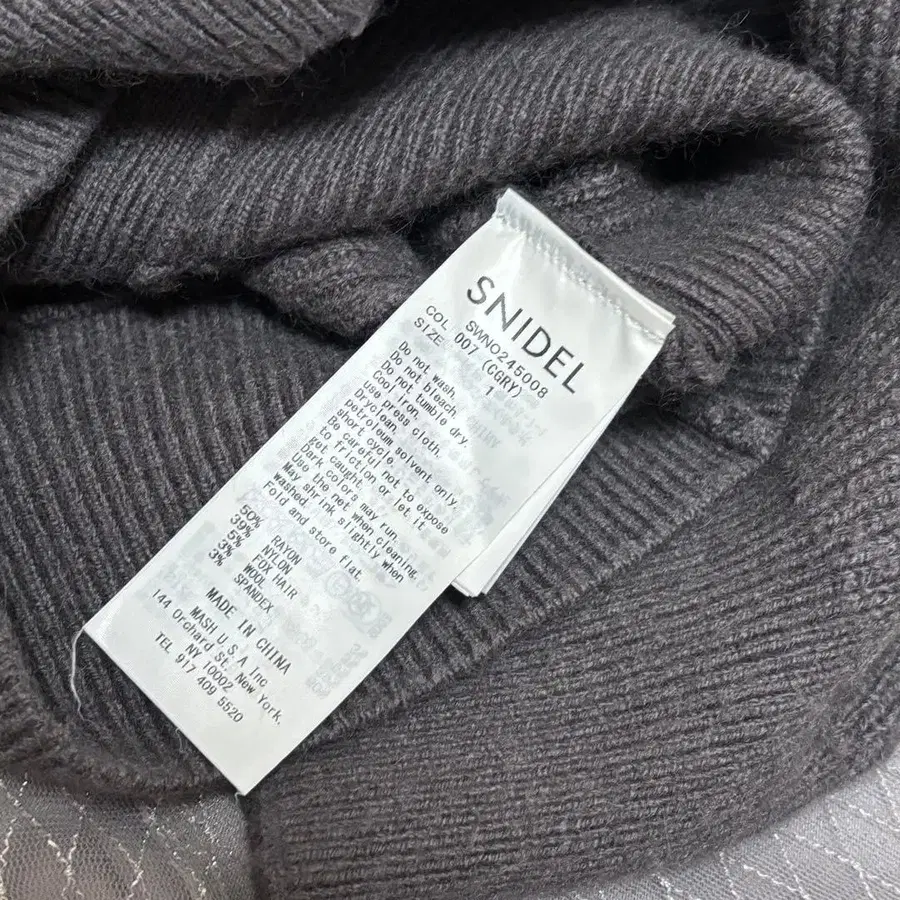 SNIDEL
SWNO245008
COL 007 (CGRY)
SIZE 1
Do not wash.
Do not bleach.
Do not tumble dry.
Cool iron.
use press cloth.
Dryclean.
petroleum solvent only.
short cycle.
Be careful not to expose
to friction or let it
get caught.
Dark colors may run.
Use the net when cleaning.
May shrink slightly when
washed.
Fold and store flat.
50% RAYON
39% NYLON
5% FOX HAIR
3% WOOL
3% SPANDEX
MADE IN CHINA
MASH U.S.A Inc
144 Orchard St. New York.
NY 10002
TEL 917 409 5520